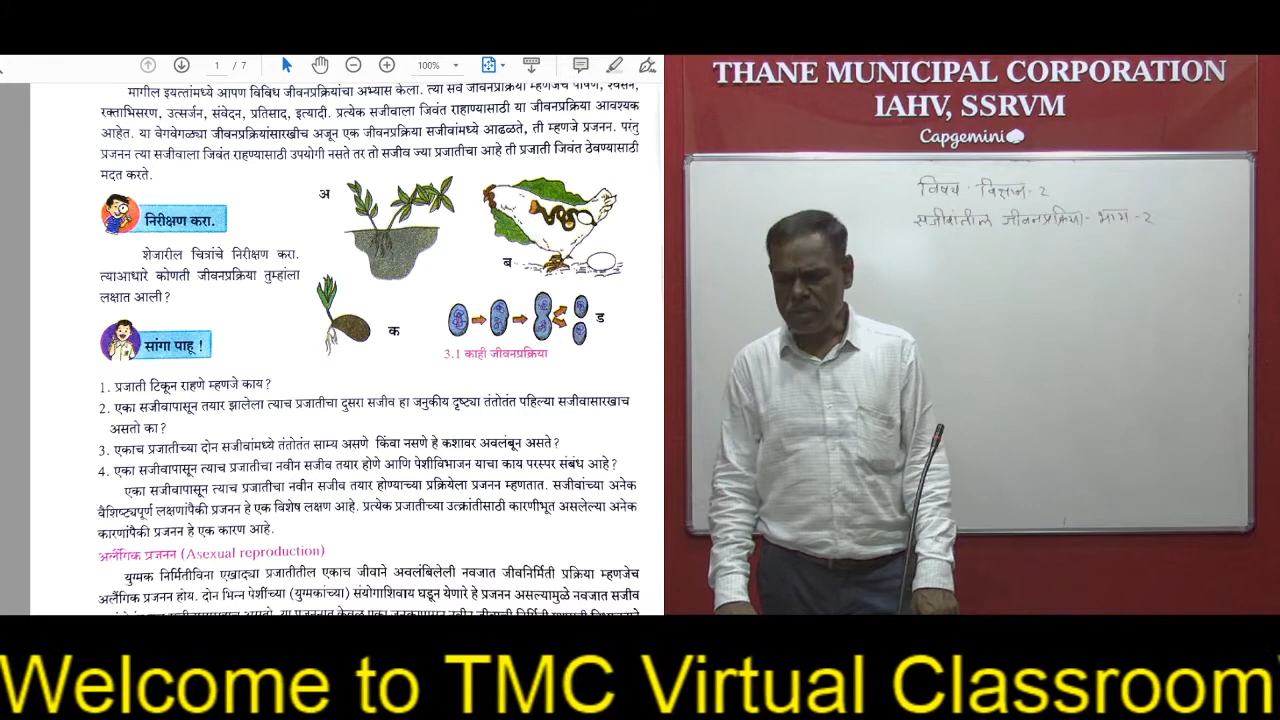 1 / 7
100%
मागील इयत्तांमध्ये आपण विविध जीवनप्रक्रियांचा अभ्यास केला. त्या सर्व जीवनप्रक्रिया म्हणजेच पोषण, श्वसन,
रक्ताभिसरण, उत्सर्जन, संवेदन, प्रतिसाद, इत्यादी. प्रत्येक सजीवाला जिवंत राहाण्यासाठी या जीवनप्रक्रिया आवश्यक
आहेत. या वेगवेगळ्या जीवनप्रक्रियांसारखीच अजून एक जीवनप्रक्रिया सजीवांमध्ये आढळते, ती म्हणजे प्रजनन. परंतु
प्रजनन त्या सजीवाला जिवंत राहण्यासाठी उपयोगी नसते तर तो सजीव ज्या प्रजातीचा आहे ती प्रजाती जिवंत ठेवण्यासाठी
मदत करते.
अ
निरीक्षण करा.
शेजारील चित्रांचे निरीक्षण करा.
त्याआधारे कोणती जीवनप्रक्रिया तुम्हांला
लक्षात आली ?
ब
क
ड
3.1 काही जीवनप्रक्रिया
सांगा पाहू !
1. प्रजाती टिकून राहणे म्हणजे काय ?
2. एका सजीवापासून तयार झालेला त्याच प्रजातीचा दुसरा सजीव हा जनुकीय दृष्ट्या तंतोतंत पहिल्या सजीवासारखाच
असतो का ?
3. एकाच प्रजातीच्या दोन सजीवांमध्ये तंतोतंत साम्य असणे किंवा नसणे हे कशावर अवलंबून असते ?
4. एका सजीवापासून त्याच प्रजातीचा नवीन सजीव तयार होणे आणि पेशीविभाजन याचा काय परस्पर संबंध आहे ?
एका सजीवापासून त्याच प्रजातीचा नवीन सजीव तयार होण्याच्या प्रक्रियेला प्रजनन म्हणतात. सजीवांच्या अनेक
वैशिष्ट्यपूर्ण लक्षणांपैकी प्रजनन हे एक विशेष लक्षण आहे. प्रत्येक प्रजातीच्या उत्क्रांतीसाठी कारणीभूत असलेल्या अनेक
कारणांपैकी प्रजनन हे एक कारण आहे.
अलैंगिक प्रजनन (Asexual reproduction)
युग्मक निर्मितीविना एखाद्या प्रजातीतील एकाच जीवाने अवलंबिलेली नवजात जीवनिर्मिती प्रक्रिया म्हणजेच
अलैंगिक प्रजनन होय. दोन भिन्न पेशींच्या (युग्मकांच्या) संयोगाशिवाय घडून येणारे हे प्रजनन असल्यामुळे नवजात सजीव
THANE MUNICIPAL CORPORATION
IAHV, SSRVM
Capgemini
विषय - विज्ञान - 2
सजीवांतील जीवनप्रक्रिया - भाग - 2
Welcome to TMC Virtual Classroom